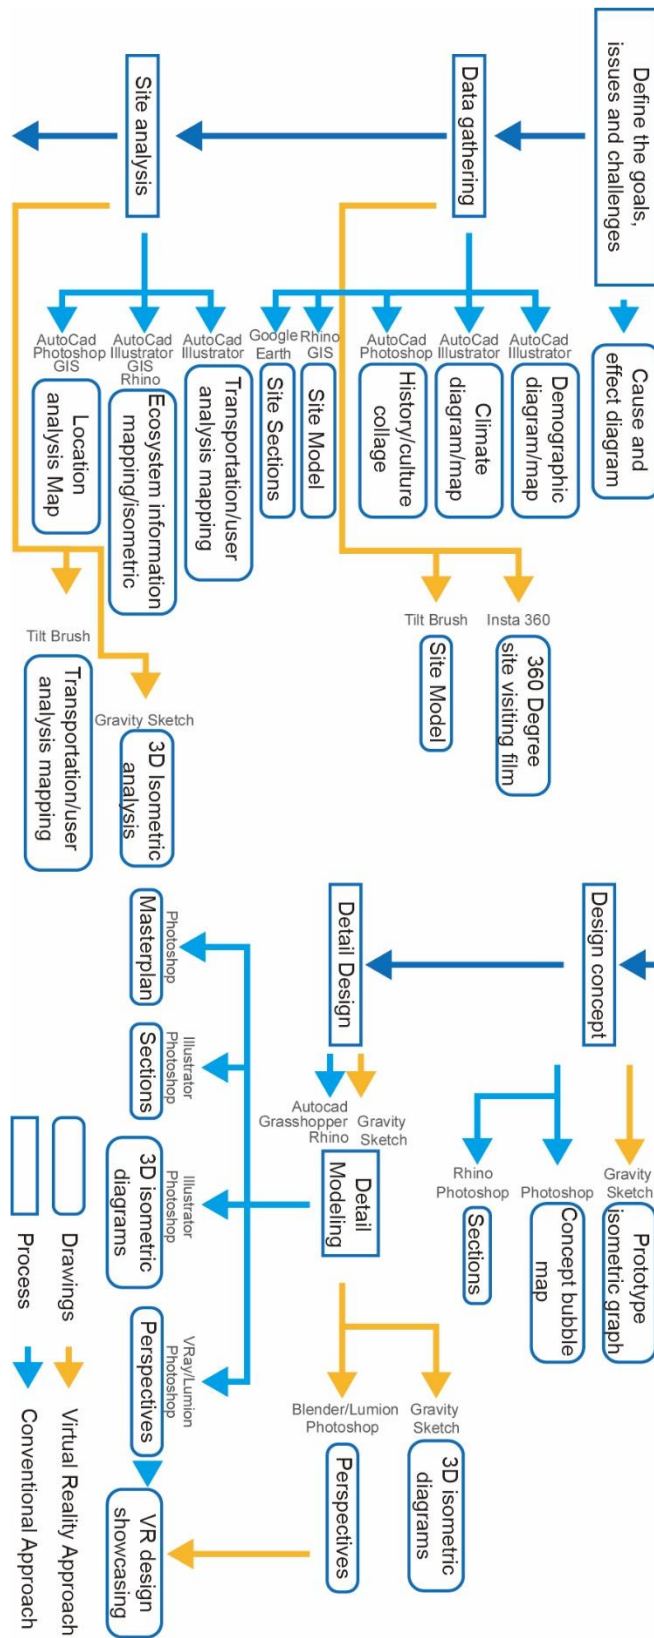 Define the goals,
issues and challenges
Cause and
effect diagram
Data gathering
AutoCad
Illustrator
Demographic
diagram/map
AutoCad
Illustrator
Climate
diagram/map
AutoCad
Photoshop
History/culture
collage
Rhino
GIS
Site Model
Google
Earth
Site Sections
Insta 360
360 Degree
site visiting film
Tilt Brush
Site Model
Site analysis
AutoCad
Illustrator
Transportation/user
analysis mapping
AutoCad
Illustrator
GIS
Rhino
Ecosystem information
mapping/isometric
AutoCad
Photoshop
GIS
Location
analysis Map
Gravity Sketch
3D Isometric
analysis
Tilt Brush
Transportation/user
analysis mapping
Design concept
Gravity
Sketch
Prototype
isometric graph
Photoshop
Concept bubble
map
Rhino
Photoshop
Sections
Detail Design
Gravity
Sketch
Autocad
Grasshopper
Rhino
Detail
Modeling
Gravity
Sketch
3D isometric
diagrams
Blender/Lumion
Photoshop
Perspectives
Photoshop
Masterplan
Illustrator
Photoshop
Sections
Illustrator
Photoshop
3D isometric
diagrams
VRay/Lumion
Photoshop
Perspectives
VR design
showcasing
Drawings
Virtual Reality Approach
Process
Conventional Approach